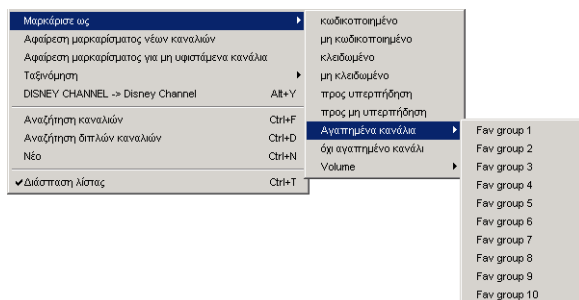 Μαρκάρισε ως
Αφαίρεση μαρκαρίσματος νέων καναλιών
Αφαίρεση μαρκαρίσματος για μη υφιστάμενα κανάλια
Ταξινόμηση
DISNEY CHANNEL -> Disney Channel Alt+Y
Αναζήτηση καναλιών Ctrl+F
Αναζήτηση διπλών καναλιών Ctrl+D
Νέο Ctrl+N
Διάσπαση λίστας Ctrl+T
κωδικοποιημένο
μη κωδικοποιημένο
κλειδωμένο
μη κλειδωμένο
προς υπερπήδηση
προς μη υπερπήδηση
Αγαπημένα κανάλια
όχι αγαπημένο κανάλι
Volume
Fav group 1
Fav group 2
Fav group 3
Fav group 4
Fav group 5
Fav group 6
Fav group 7
Fav group 8
Fav group 9
Fav group 10